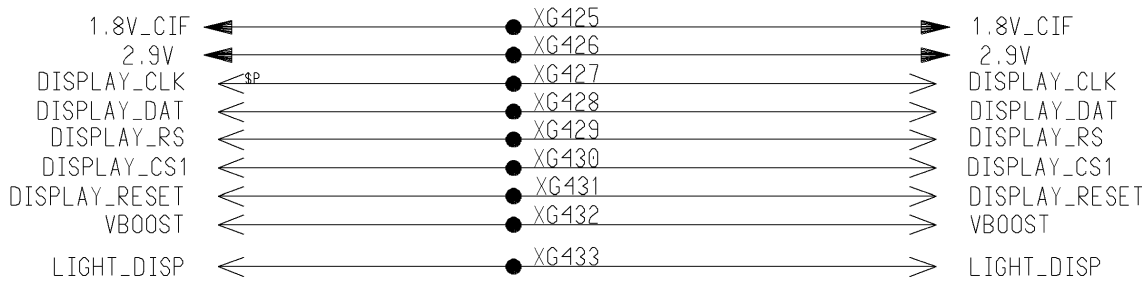 1.8V_CIF XG425 1.8V_CIF
2.9V XG426 2.9V
DISPLAY_CLK $P XG427 DISPLAY_CLK
DISPLAY_DAT XG428 DISPLAY_DAT
DISPLAY_RS XG429 DISPLAY_RS
DISPLAY_CS1 XG430 DISPLAY_CS1
DISPLAY_RESET XG431 DISPLAY_RESET
VBOOST XG432 VBOOST
LIGHT_DISP XG433 LIGHT_DISP